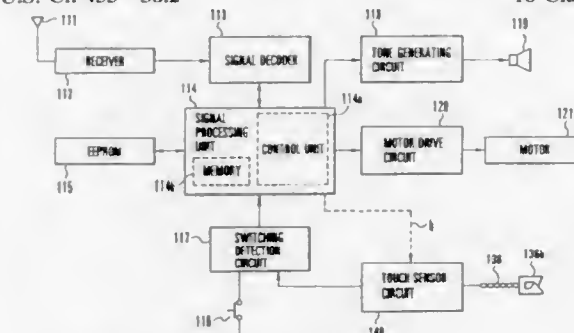 111
113
118
119
RECEIVER
SIGNAL DECODER
TONE GENERATING
CIRCUIT
112
114
114a
120
121
SIGNAL
PROCESSING
UNIT
CONTROL UNIT
MEMORY
EEPROM
MOTOR DRIVE
CIRCUIT
MOTOR
115
114b
117
SWITCHING
DETECTION
CIRCUIT
TOUCH SENSOR
CIRCUIT
136
136a
116
140